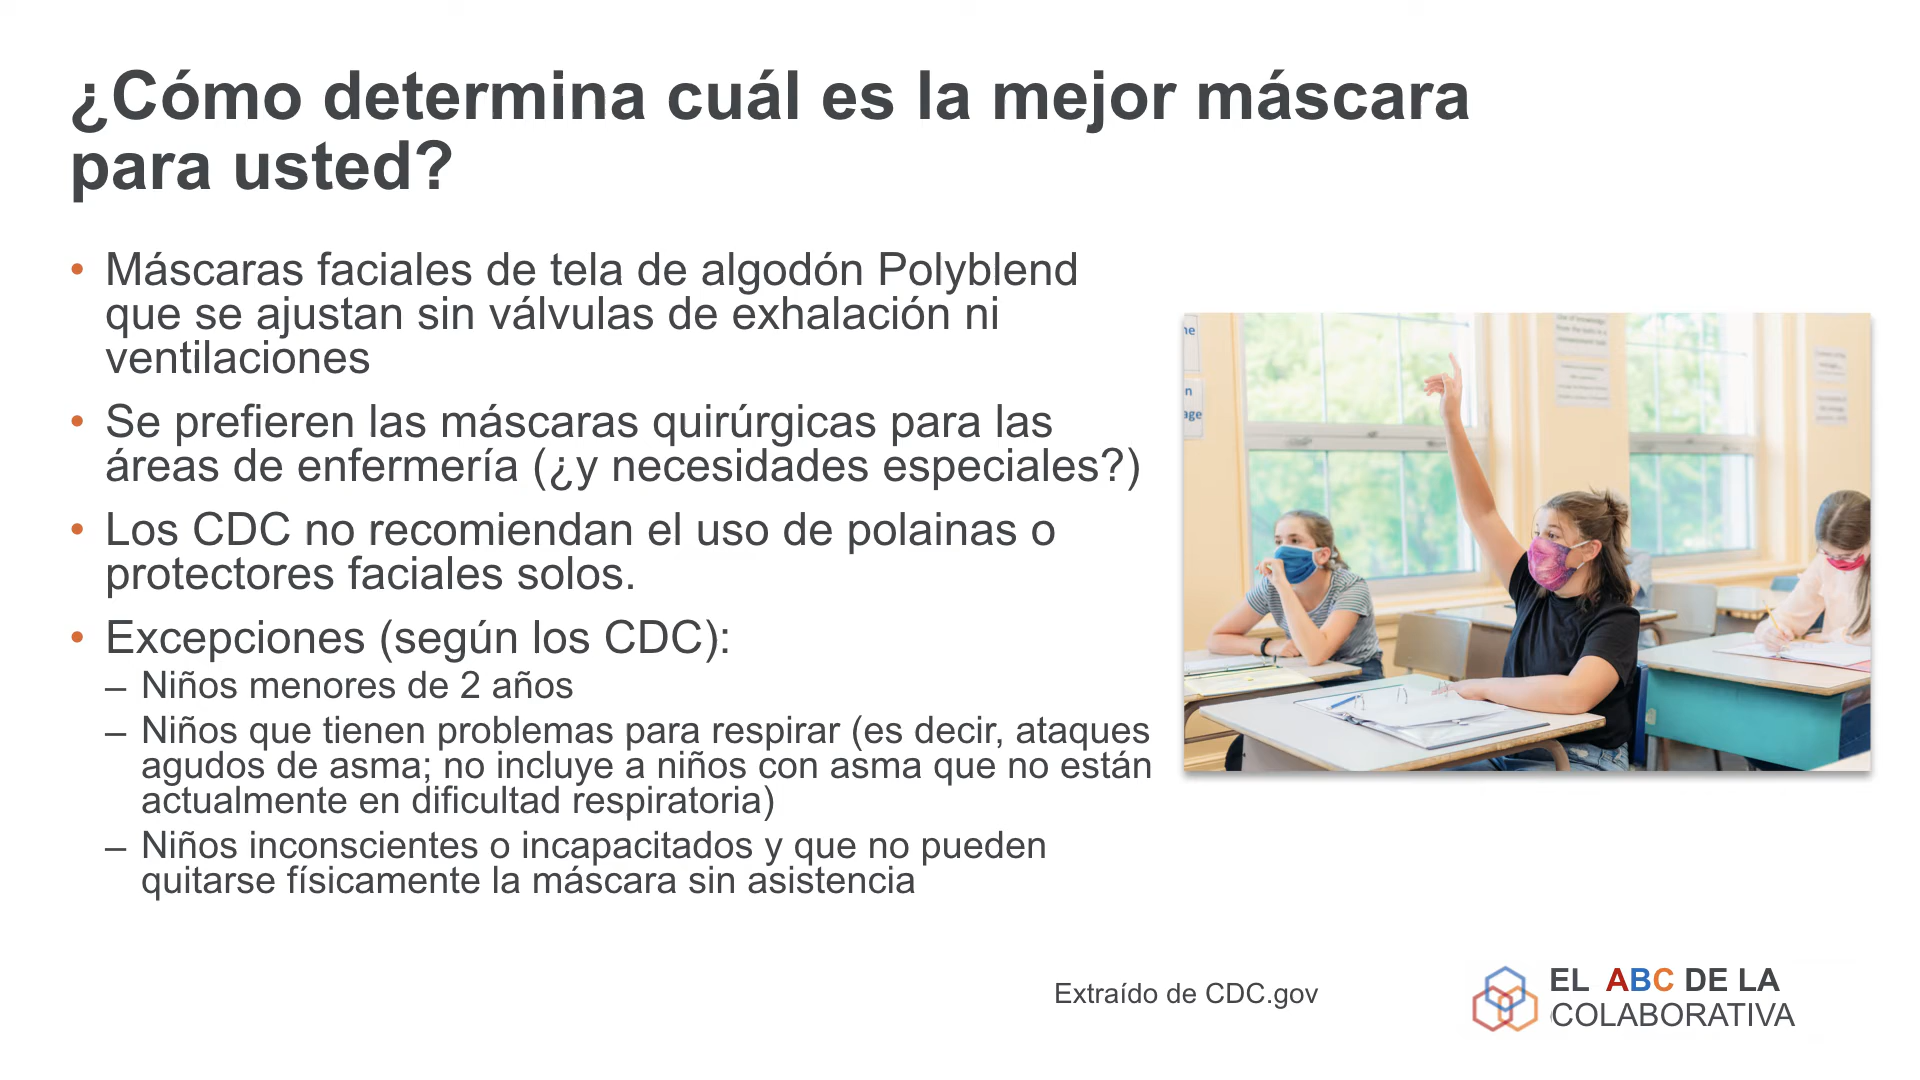 ¿Cómo determina cuál es la mejor máscara
para usted?
• Máscaras faciales de tela de algodón Polyblend
que se ajustan sin válvulas de exhalación ni
ventilaciones
• Se prefieren las máscaras quirúrgicas para las
áreas de enfermería (¿y necesidades especiales?)
• Los CDC no recomiendan el uso de polainas o
protectores faciales solos.
• Excepciones (según los CDC):
– Niños menores de 2 años
– Niños que tienen problemas para respirar (es decir, ataques
agudos de asma; no incluye a niños con asma que no están
actualmente en dificultad respiratoria)
– Niños inconscientes o incapacitados y que no pueden
quitarse físicamente la máscara sin asistencia
Extraído de CDC.gov
EL ABC DE LA
COLABORATIVA